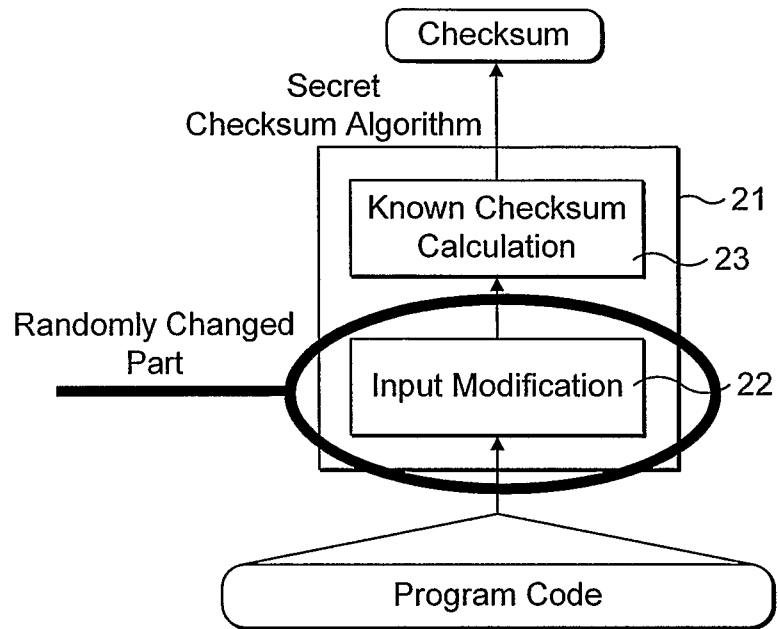 Checksum
Secret
Checksum Algorithm
Known Checksum
Calculation
21
23
Randomly Changed
Part
Input Modification
22
Program Code